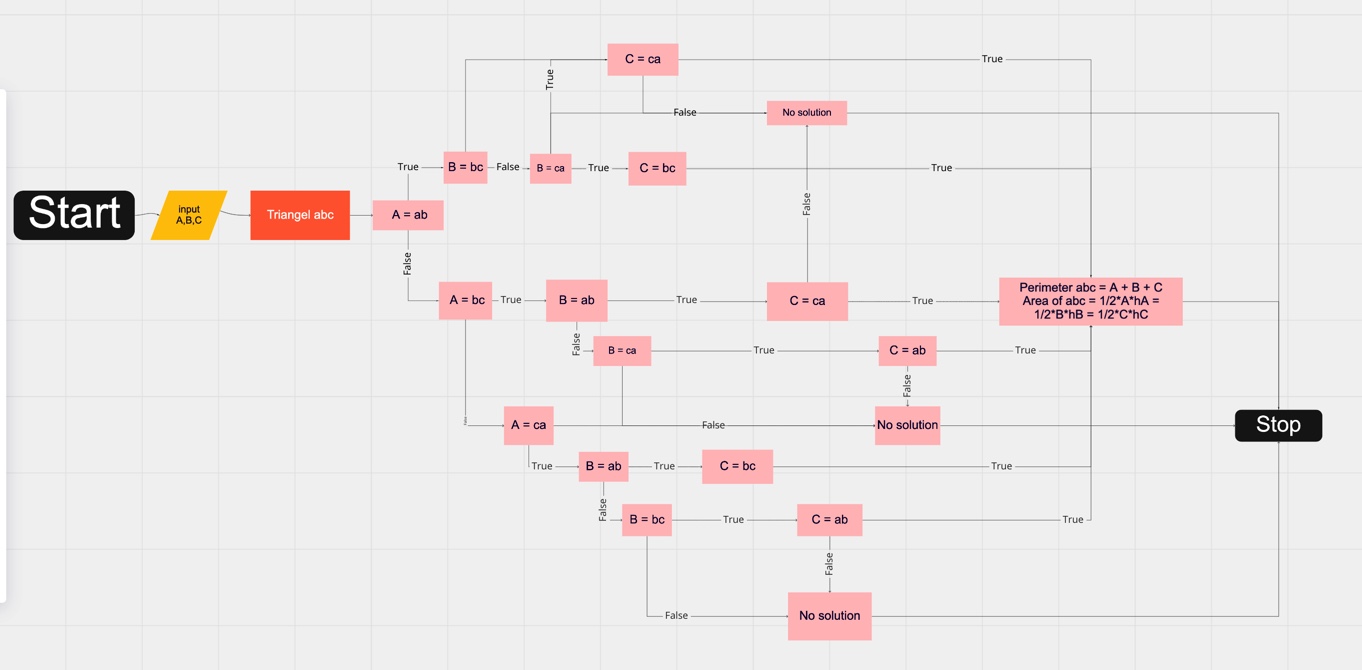 C = ca
True
True
False
No solution
True
B = bc
False
B = ca
True
C = bc
True
Start
input
A,B,C
Triangel abc
A = ab
False
False
A = bc
True
B = ab
True
C = ca
True
Perimeter abc = A + B + C
Area of abc = 1/2*A*hA =
1/2*B*hB = 1/2*C*hC
False
B = ca
True
C = ab
True
False
A = ca
False
No solution
Stop
True
B = ab
True
C = bc
True
False
B = bc
True
C = ab
True
False
False
No solution